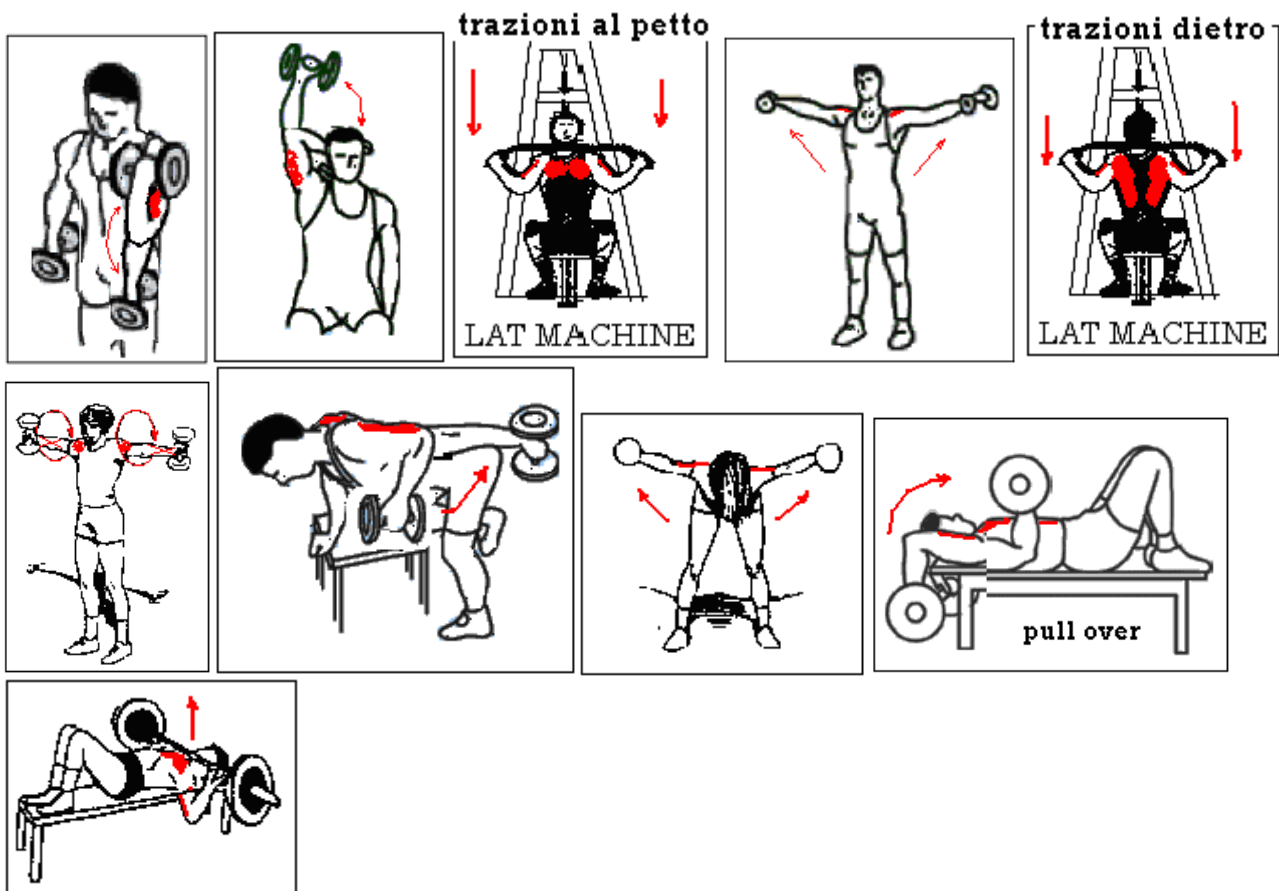 trazioni al petto
LAT MACHINE
trazioni dietro
LAT MACHINE
pull over